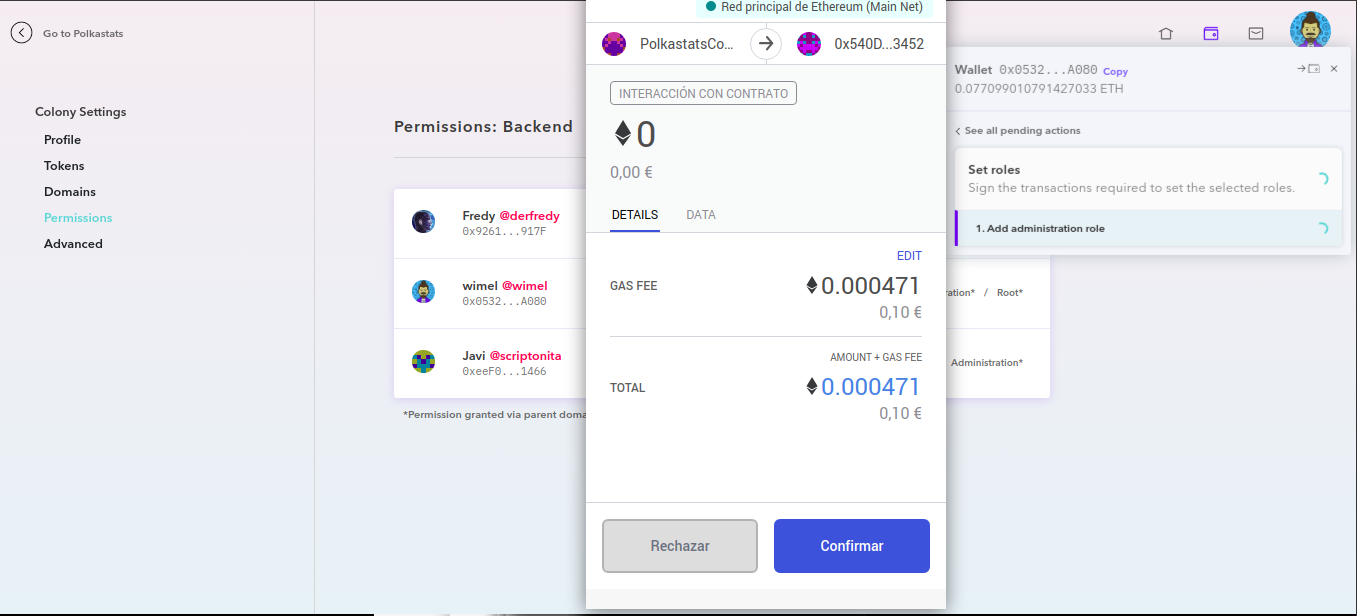 Go to Polkastats
Colony Settings
Profile
Tokens
Domains
Permissions
Advanced
Permissions: Backend
Fredy @derfredy
0x9261...917F
wimel @wimel
0x0532...A080
Javi @scriptonita
0xeeF0...1466
*Permission granted via parent doma
ration* / Root*
Administration*
Red principal de Ethereum (Main Net)
PolkastatsCo...
0x540D...3452
INTERACCIÓN CON CONTRATO
0
0,00 €
DETAILS
DATA
EDIT
GAS FEE
0.000471
0,10 €
AMOUNT + GAS FEE
TOTAL
0.000471
0,10 €
Rechazar
Confirmar
Wallet 0x0532...A080 Copy
0.077099010791427033 ETH
See all pending actions
Set roles
Sign the transactions required to set the selected roles.
1. Add administration role